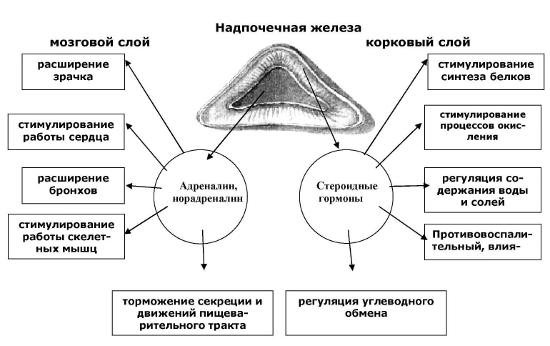 Надпочечная железа
мозговой слой
корковый слой
расширение
зрачка
стимулирование
работы сердца
расширение
бронхов
стимулирование
работы скелет-
ных мышц
Адреналин,
норадреналин
торможение секреции и
движений пищева-
рительного тракта
Стероидные
гормоны
стимулирование
синтеза белков
стимулирование
процессов окис-
ления
регуляция со-
держания воды
и солей
Противовоспали-
тельный, влия-
регуляция углеводного
обмена